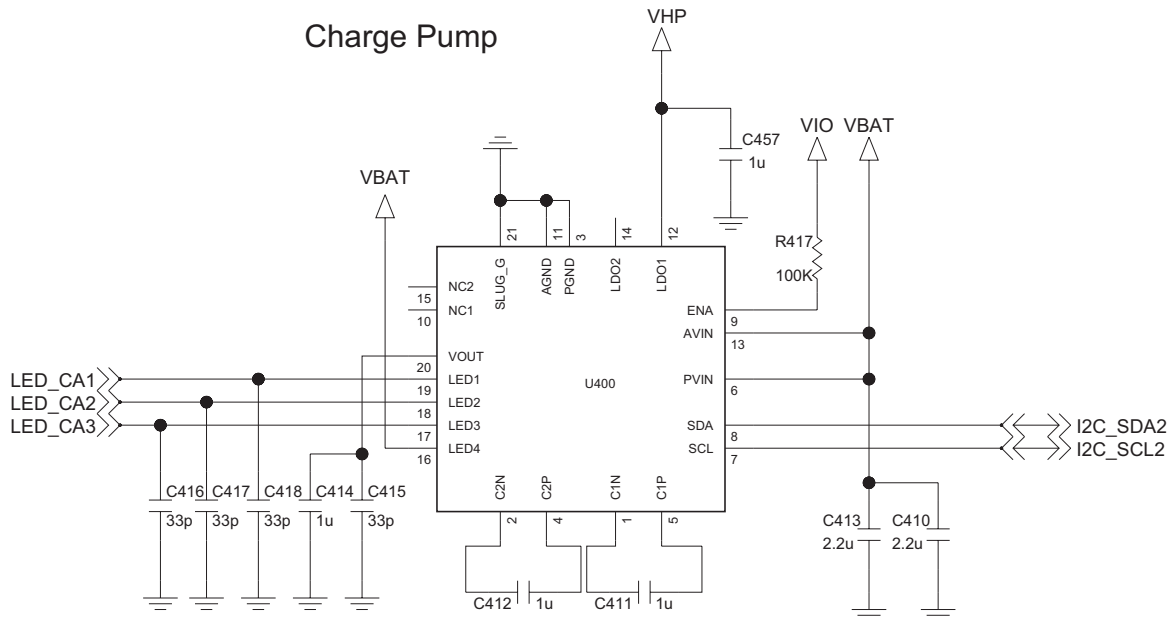 Charge Pump
VHP
C457
1u
VIO
VBAT
VBAT
R417
100K
21
11
3
14
12
SLUG_G
AGND
PGND
LDO2
LDO1
NC2
15
NC1
10
ENA
9
AVIN
13
VOUT
20
LED1
19
LED2
18
LED3
17
LED4
16
U400
PVIN
6
SDA
8
SCL
7
LED_CA1
LED_CA2
LED_CA3
I2C_SDA2
I2C_SCL2
C2N
C2P
C1N
C1P
2
4
1
5
C416
33p
C417
33p
C418
33p
C414
1u
C415
33p
C413
2.2u
C410
2.2u
C412
1u
C411
1u